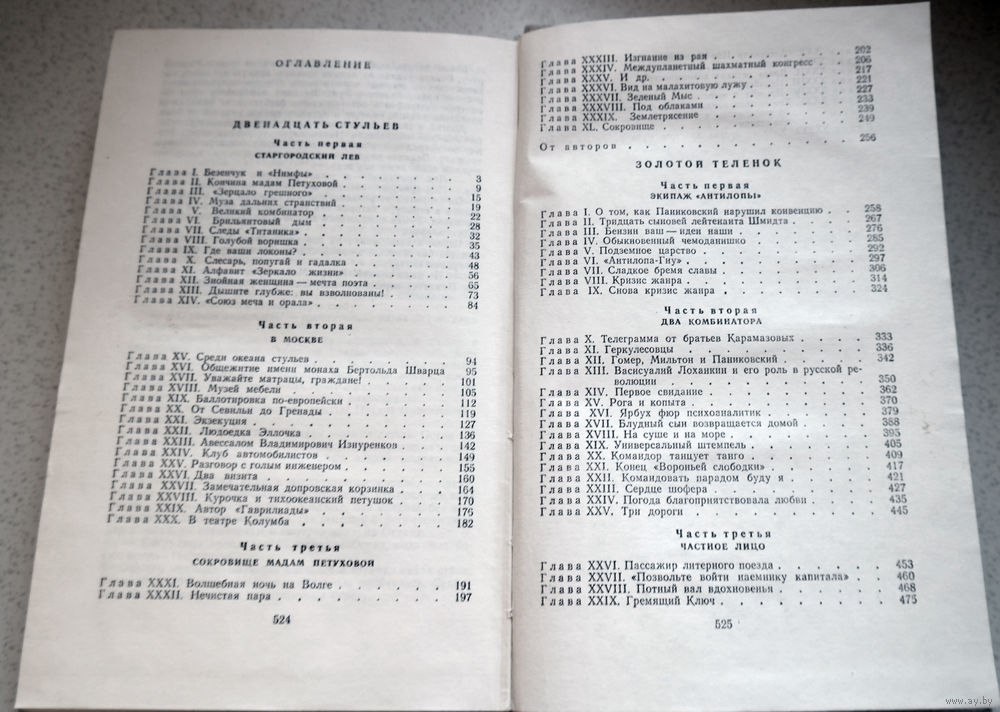 ОГЛАВЛЕНИЕ
ДВЕНАДЦАТЬ СТУЛЬЕВ
Часть первая
СТАРГОРОДСКИЙ ЛЕВ
Глава I. Безенчук и «Нимфы» 3
Глава II. Кончина мадам Петуховой 9
Глава III. «Зерцало грешного» 15
Глава IV. Муза дальних странствий 19
Глава V. Великий комбинатор 22
Глава VI. Брильянтовый дым 28
Глава VII. Следы «Титаника» 32
Глава VIII. Голубой воришка 35
Глава IX. Где ваши локоны? 43
Глава X. Слесарь, попугай и гадалка 48
Глава XI. Алфавит «Зеркало жизни» 56
Глава XII. Знойная женщина — мечта поэта 65
Глава XIII. Дышите глубже: вы взволнованы! 73
Глава XIV. «Союз меча и орала» 84
Часть вторая
В МОСКВЕ
Глава XV. Среди океана стульев 94
Глава XVI. Общежитие имени монаха Бертольда Шварца 95
Глава XVII. Уважайте матрацы, граждане! 101
Глава XVIII. Музей мебели 105
Глава XIX. Баллотировка по-европейски 112
Глава XX. От Севильи до Гренады 119
Глава XXI. Экзекуция 127
Глава XXII. Людоедка Эллочка 136
Глава XXIII. Авессалом Владимирович Изнуренков 142
Глава XXIV. Клуб автомобилистов 149
Глава XXV. Разговор с голым инженером 155
Глава XXVI. Два визита 160
Глава XXVII. Замечательная допровская корзинка 164
Глава XXVIII. Курочка и тихоокеанский петушок 170
Глава XXIX. Автор «Гаврилиады» 176
Глава XXX. В театре Колумба 182
Часть третья
СОКРОВИЩЕ МАДАМ ПЕТУХОВОЙ
Глава XXXI. Волшебная ночь на Волге 191
Глава XXXII. Нечистая пара 197
524
Глава XXXIII. Изгнание из рая 202
Глава XXXIV. Междупланетный шахматный конгресс 206
Глава XXXV. И др. 217
Глава XXXVI. Вид на малахитовую лужу 221
Глава XXXVII. Зеленый Мыс 227
Глава XXXVIII. Под облаками 233
Глава XXXIX. Землетрясение 239
Глава XL. Сокровище 249
От авторов 256
ЗОЛОТОЙ ТЕЛЕНОК
Часть первая
ЭКИПАЖ «АНТИЛОПЫ»
Глава I. О том, как Паниковский нарушил конвенцию 258
Глава II. Тридцать сыновей лейтенанта Шмидта 267
Глава III. Бензин ваш — идеи наши 276
Глава IV. Обыкновенный чемоданишко 285
Глава V. Подземное царство 292
Глава VI. «Антилопа-Гну» 297
Глава VII. Сладкое бремя славы 306
Глава VIII. Кризис жанра 314
Глава IX. Снова кризис жанра 324
Часть вторая
ДВА КОМБИНАТОРА
Глава X. Телеграмма от братьев Карамазовых 333
Глава XI. Геркулесовцы 336
Глава XII. Гомер, Мильтон и Паниковский 342
Глава XIII. Васисуалий Лоханкин и его роль в русской ре-
волюции 350
Глава XIV. Первое свидание 362
Глава XV. Рога и копыта 370
Глава XVI. Ярбух фюр психоаналитик 379
Глава XVII. Блудный сын возвращается домой 388
Глава XVIII. На суше и на море 395
Глава XIX. Универсальный штемпель 405
Глава XX. Командор танцует танго 409
Глава XXI. Конец «Вороньей слободки» 417
Глава XXII. Командовать парадом буду я 421
Глава XXIII. Сердце шофера 427
Глава XXIV. Погода благоприятствовала любви 435
Глава XXV. Три дороги 445
Часть третья
ЧАСТНОЕ ЛИЦО
Глава XXVI. Пассажир литерного поезда 453
Глава XXVII. «Позвольте войти наемнику капитала» 460
Глава XXVIII. Потный вал вдохновенья 468
Глава XXIX. Гремящий Ключ 475
525
www.ay.by